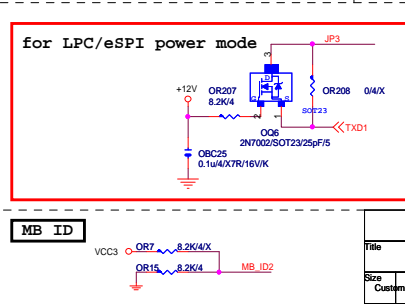 for LPC/eSPI power mode
JP3
3
D
+12V
OR207
8.2K/4
G
S
2
1
OR208 0/4/X
SOT23
TXD1
OQ6
2N7002/SOT23/25pF/5
OBC25
0.1u/4/X7R/16V/K
MB ID
VCC3
OR7 8.2K/4/X
OR15 8.2K/4
MB_ID2
Title
Size
Custom